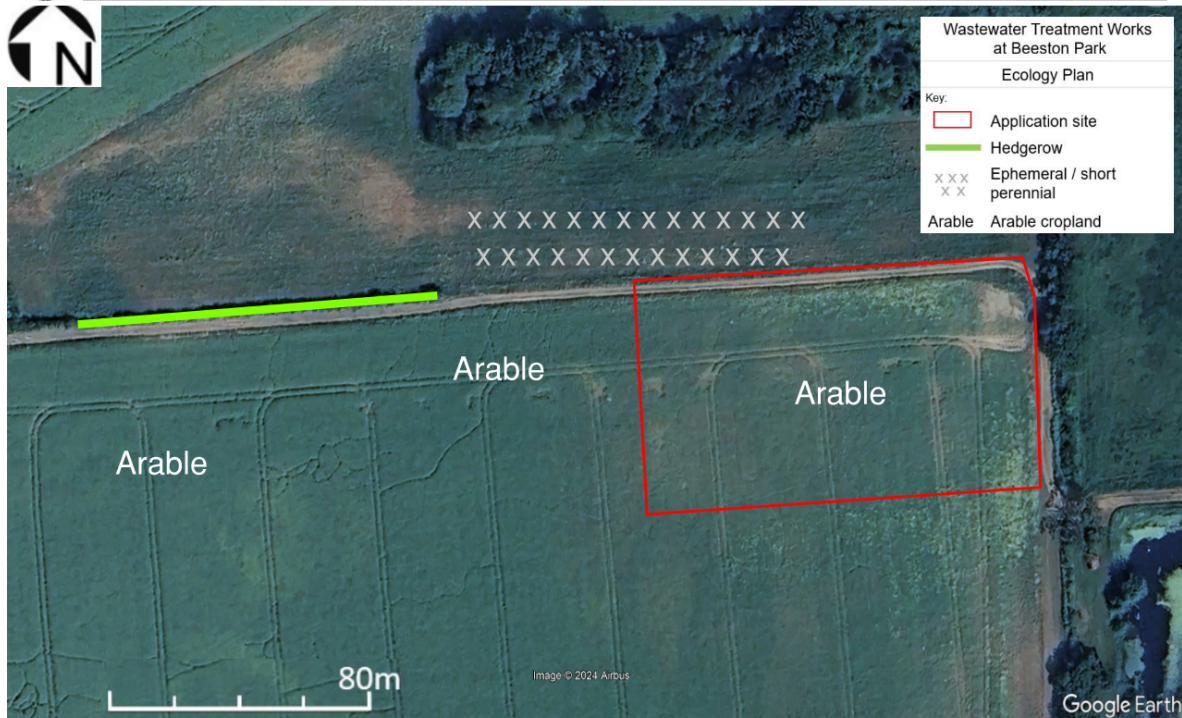 N
Wastewater Treatment Works
at Beeston Park
Ecology Plan
Key:
Application site
Hedgerow
x x x
x x
Ephemeral / short
perennial
Arable Arable cropland
X X X X X X X X X X X X X X
X X X X X X X X X X X X X
Arable
Arable
Arable
80m
Image © 2024 Airbus
Google Earth